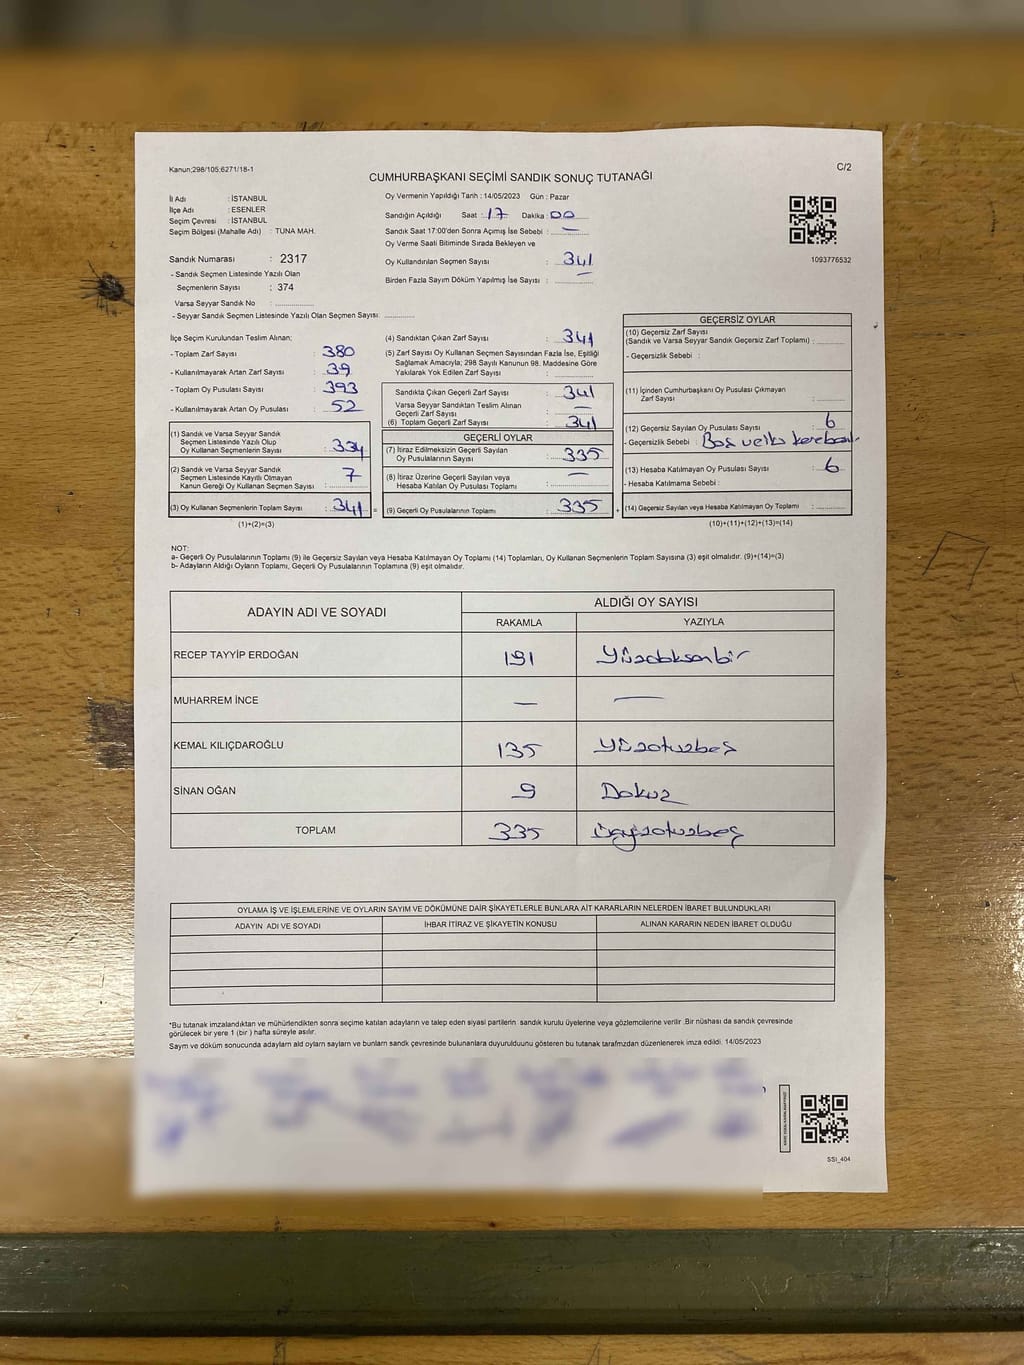 Kanun;298/105;6271/18-1
C/2
CUMHURBAŞKANI SEÇİMİ SANDIK SONUÇ TUTANAĞI
İl Adı : İSTANBUL
İlçe Adı : ESENLER
Seçim Çevresi : İSTANBUL
Seçim Bölgesi (Mahalle Adı) : TUNA MAH.
Sandık Numarası : 2317
- Sandık Seçmen Listesinde Yazılı Olan
Seçmenlerin Sayısı : 374
Varsa Seyyar Sandık No :
- Seyyar Sandık Seçmen Listesinde Yazılı Olan Seçmen Sayısı:
Oy Vermenin Yapıldığı Tarih : 14/05/2023 Gün : Pazar
Sandığın Açıldığı Saat : 17 Dakika : 00
Sandık Saat 17:00'den Sonra Açımış İse Sebebi : —
Oy Verme Saati Bitiminde Sırada Bekleyen ve
Oy Kullandırılan Seçmen Sayısı : 341
Birden Fazla Sayım Döküm Yapılmış İse Sayısı : —
1093776532
İlçe Seçim Kurulundan Teslim Alınan;
- Toplam Zarf Sayısı : 380
- Kullanılmayarak Artan Zarf Sayısı : 39
- Toplam Oy Pusulası Sayısı : 393
- Kullanılmayarak Artan Oy Pusulası : 52
(1) Sandık ve Varsa Seyyar Sandık
Seçmen Listesinde Yazılı Olup
Oy Kullanan Seçmenlerin Sayısı : 334
(2) Sandık ve Varsa Seyyar Sandık
Seçmen Listesinde Kayıtlı Olmayan
Kanun Gereği Oy Kullanan Seçmen Sayısı : 7
(3) Oy Kullanan Seçmenlerin Toplam Sayısı : 341 =
(1)+(2)=(3)
(4) Sandıktan Çıkan Zarf Sayısı : 341
(5) Zarf Sayısı Oy Kullanan Seçmen Sayısından Fazla İse, Eşitliği
Sağlamak Amacıyla; 298 Sayılı Kanunun 98. Maddesine Göre
Yakılarak Yok Edilen Zarf Sayısı :
Sandıkta Çıkan Geçerli Zarf Sayısı : 341
Varsa Seyyar Sandıktan Teslim Alınan
Geçerli Zarf Sayısı : —
(6) Toplam Geçerli Zarf Sayısı : 341
GEÇERLİ OYLAR
(7) İtiraz Edilmeksizin Geçerli Sayılan
Oy Pusulalarının Sayısı : 335
(8) İtiraz Üzerine Geçerli Sayılan veya
Hesaba Katılan Oy Pusulası Toplamı : —
(9) Geçerli Oy Pusulalarının Toplamı : 335 +
GEÇERSİZ OYLAR
(10) Geçersiz Zarf Sayısı
(Sandık ve Varsa Seyyar Sandık Geçersiz Zarf Toplamı) :
- Geçersizlik Sebebi :
(11) İçinden Cumhurbaşkanı Oy Pusulası Çıkmayan
Zarf Sayısı :
(12) Geçersiz Sayılan Oy Pusulası Sayısı : 6
- Geçersizlik Sebebi : Boş
(13) Hesaba Katılmayan Oy Pusulası Sayısı : 6
- Hesaba Katılmama Sebebi :
(14) Geçersiz Sayılan veya Hesaba Katılmayan Oy Toplamı :
(10)+(11)+(12)+(13)=(14)
NOT:
a- Geçerli Oy Pusulalarının Toplamı (9) ile Geçersiz Sayılan veya Hesaba Katılmayan Oy Toplamı (14) Toplamları, Oy Kullanan Seçmenlerin Toplam Sayısına (3) eşit olmalıdır. (9)+(14)=(3)
b- Adayların Aldığı Oyların Toplamı, Geçerli Oy Pusulalarının Toplamına (9) eşit olmalıdır.
ADAYIN ADI VE SOYADI ALDIĞI OY SAYISI
RAKAMLA YAZIYLA
RECEP TAYYİP ERDOĞAN 191 Yüzdoksanbir
MUHARREM İNCE — —
KEMAL KILIÇDAROĞLU 135 Yüzotuzbeş
SİNAN OĞAN 9 Dokuz
TOPLAM 335 Üçyüzotuzbeş
OYLAMA İŞ VE İŞLEMLERİNE VE OYLARIN SAYIM VE DÖKÜMÜNE DAİR ŞİKAYETLERLE BUNLARA AİT KARARLARIN NELERDEN İBARET BULUNDUKLARI
ADAYIN ADI VE SOYADI İHBAR İTİRAZ VE ŞİKAYETİN KONUSU ALINAN KARARIN NEDEN İBARET OLDUĞU
*Bu tutanak imzalandıktan ve mühürlendikten sonra seçime katılan adayların ve talep eden siyasi partilerin sandık kurulu üyelerine veya gözlemcilerine verilir .Bir nüshası da sandık çevresinde
görülecek bir yere 1 (bir ) hafta süreyle asılır.
Sayım ve döküm sonucunda adayların ald oyların sayların ve bunların sandk çevresinde bulunanlara duyurulduunu gösteren bu tutanak tarafmzdan düzenlenerek imza edildi. 14/05/2023
SSt_404